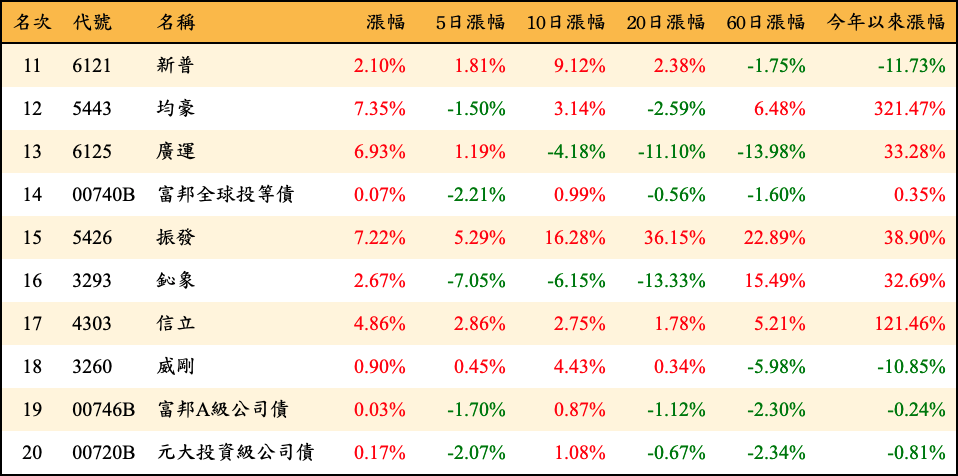 名次 代號 名稱 漲幅 5日漲幅 10日漲幅 20日漲幅 60日漲幅 今年以來漲幅
11 6121 新普 2.10% 1.81% 9.12% 2.38% -1.75% -11.73%
12 5443 均豪 7.35% -1.50% 3.14% -2.59% 6.48% 321.47%
13 6125 廣運 6.93% 1.19% -4.18% -11.10% -13.98% 33.28%
14 00740B 富邦全球投等債 0.07% -2.21% 0.99% -0.56% -1.60% 0.35%
15 5426 振發 7.22% 5.29% 16.28% 36.15% 22.89% 38.90%
16 3293 鈊象 2.67% -7.05% -6.15% -13.33% 15.49% 32.69%
17 4303 信立 4.86% 2.86% 2.75% 1.78% 5.21% 121.46%
18 3260 威剛 0.90% 0.45% 4.43% 0.34% -5.98% -10.85%
19 00746B 富邦A級公司債 0.03% -1.70% 0.87% -1.12% -2.30% -0.24%
20 00720B 元大投資級公司債 0.17% -2.07% 1.08% -0.67% -2.34% -0.81%